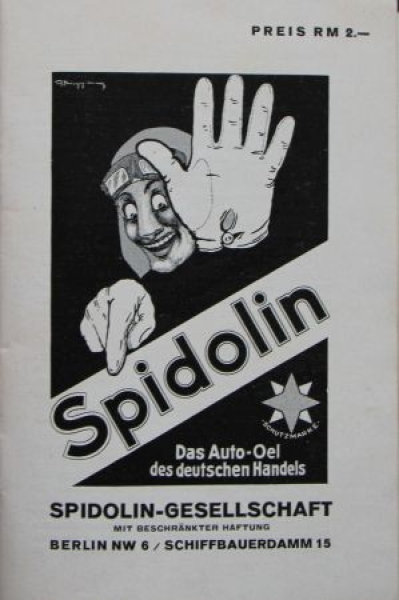 PREIS RM 2.—
Spidolin
SCHUTZMARKE
Das Auto-Oel
des deutschen Handels
SPIDOLIN-GESELLSCHAFT
MIT BESCHRÄNKTER HAFTUNG
BERLIN NW 6 / SCHIFFBAUERDAMM 15